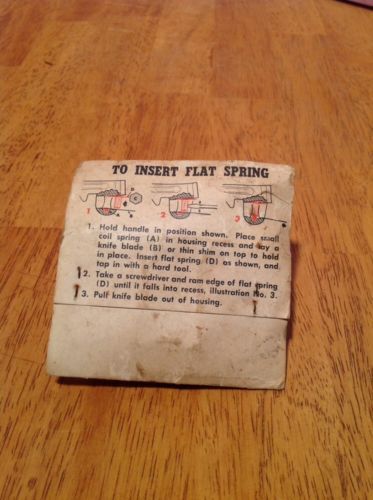 TO INSERT FLAT SPRING
1 2 3
1. Hold handle in position shown. Place small
coil spring (A) in housing recess and lay a
knife blade (B) or thin shim on top to hold
in place. Insert flat spring (D) as shown, and
tap in with a hard tool.
2. Take a screwdriver and ram edge of flat spring
(D) until it falls into recess, illustration No. 3.
3. Pull knife blade out of housing.